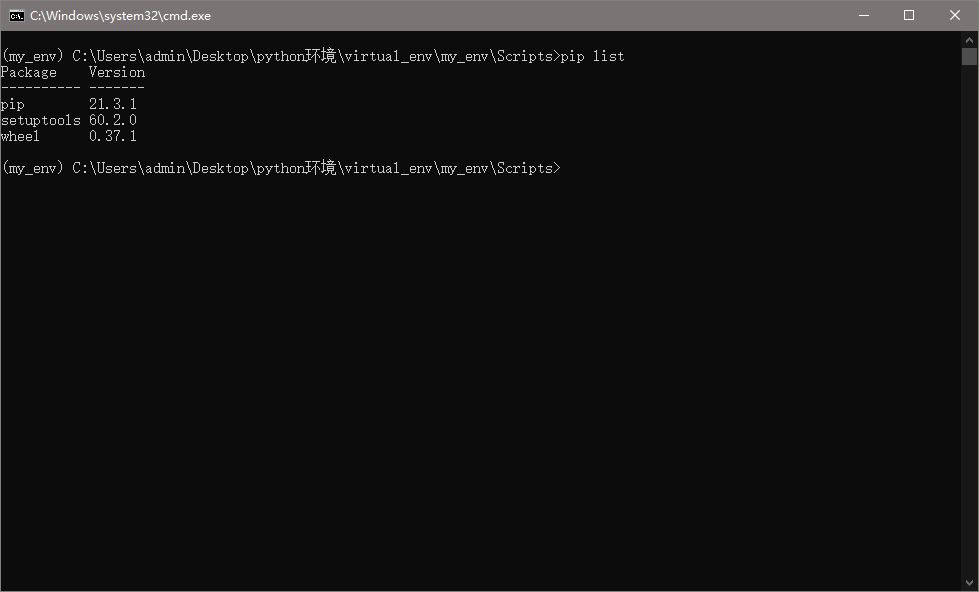 C:\Windows\system32\cmd.exe
(my_env) C:\Users\admin\Desktop\python环境\virtual_env\my_env\Scripts>pip list
Package    Version
---------- -------
pip        21.3.1
setuptools 60.2.0
wheel      0.37.1
(my_env) C:\Users\admin\Desktop\python环境\virtual_env\my_env\Scripts>